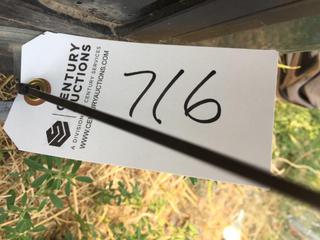 CENTURY
AUCTIONS
A DIVISION OF CENTURY SERVICES
WWW.CENTURYAUCTIONS.COM
716